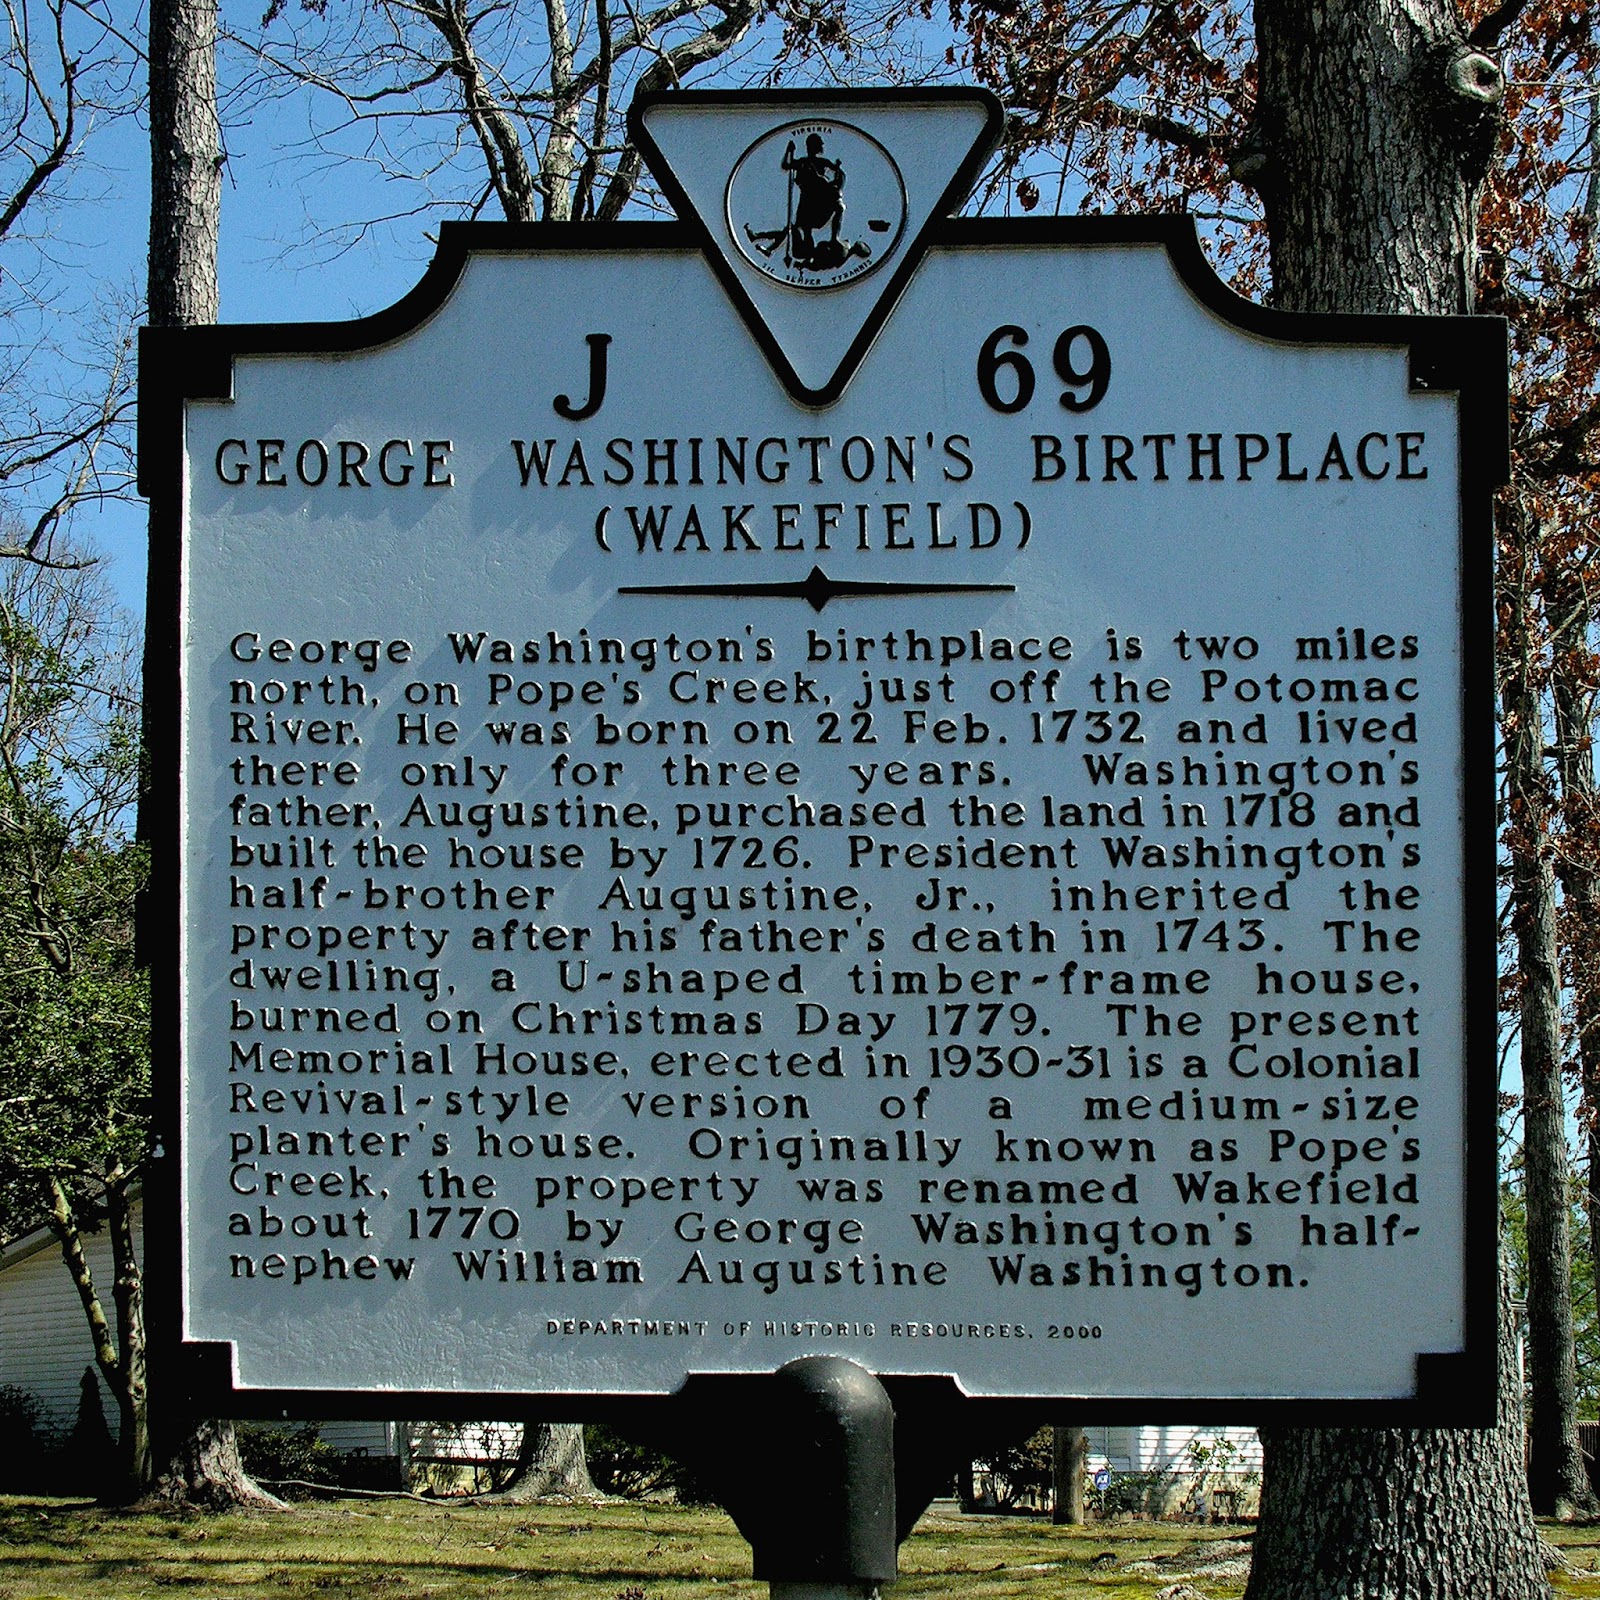 VIRGINIA
SIC SEMPER TYRANNIS
J 69
GEORGE WASHINGTON'S BIRTHPLACE
(WAKEFIELD)
George Washington's birthplace is two miles
north, on Pope's Creek, just off the Potomac
River. He was born on 22 Feb. 1732 and lived
there only for three years. Washington's
father, Augustine, purchased the land in 1718 and
built the house by 1726. President Washington's
half-brother Augustine, Jr., inherited the
property after his father's death in 1743. The
dwelling, a U-shaped timber-frame house,
burned on Christmas Day 1779. The present
Memorial House, erected in 1930-31 is a Colonial
Revival-style version of a medium-size
planter's house. Originally known as Pope's
Creek, the property was renamed Wakefield
about 1770 by George Washington's half-
nephew William Augustine Washington.
DEPARTMENT OF HISTORIC RESOURCES, 2000
ADT